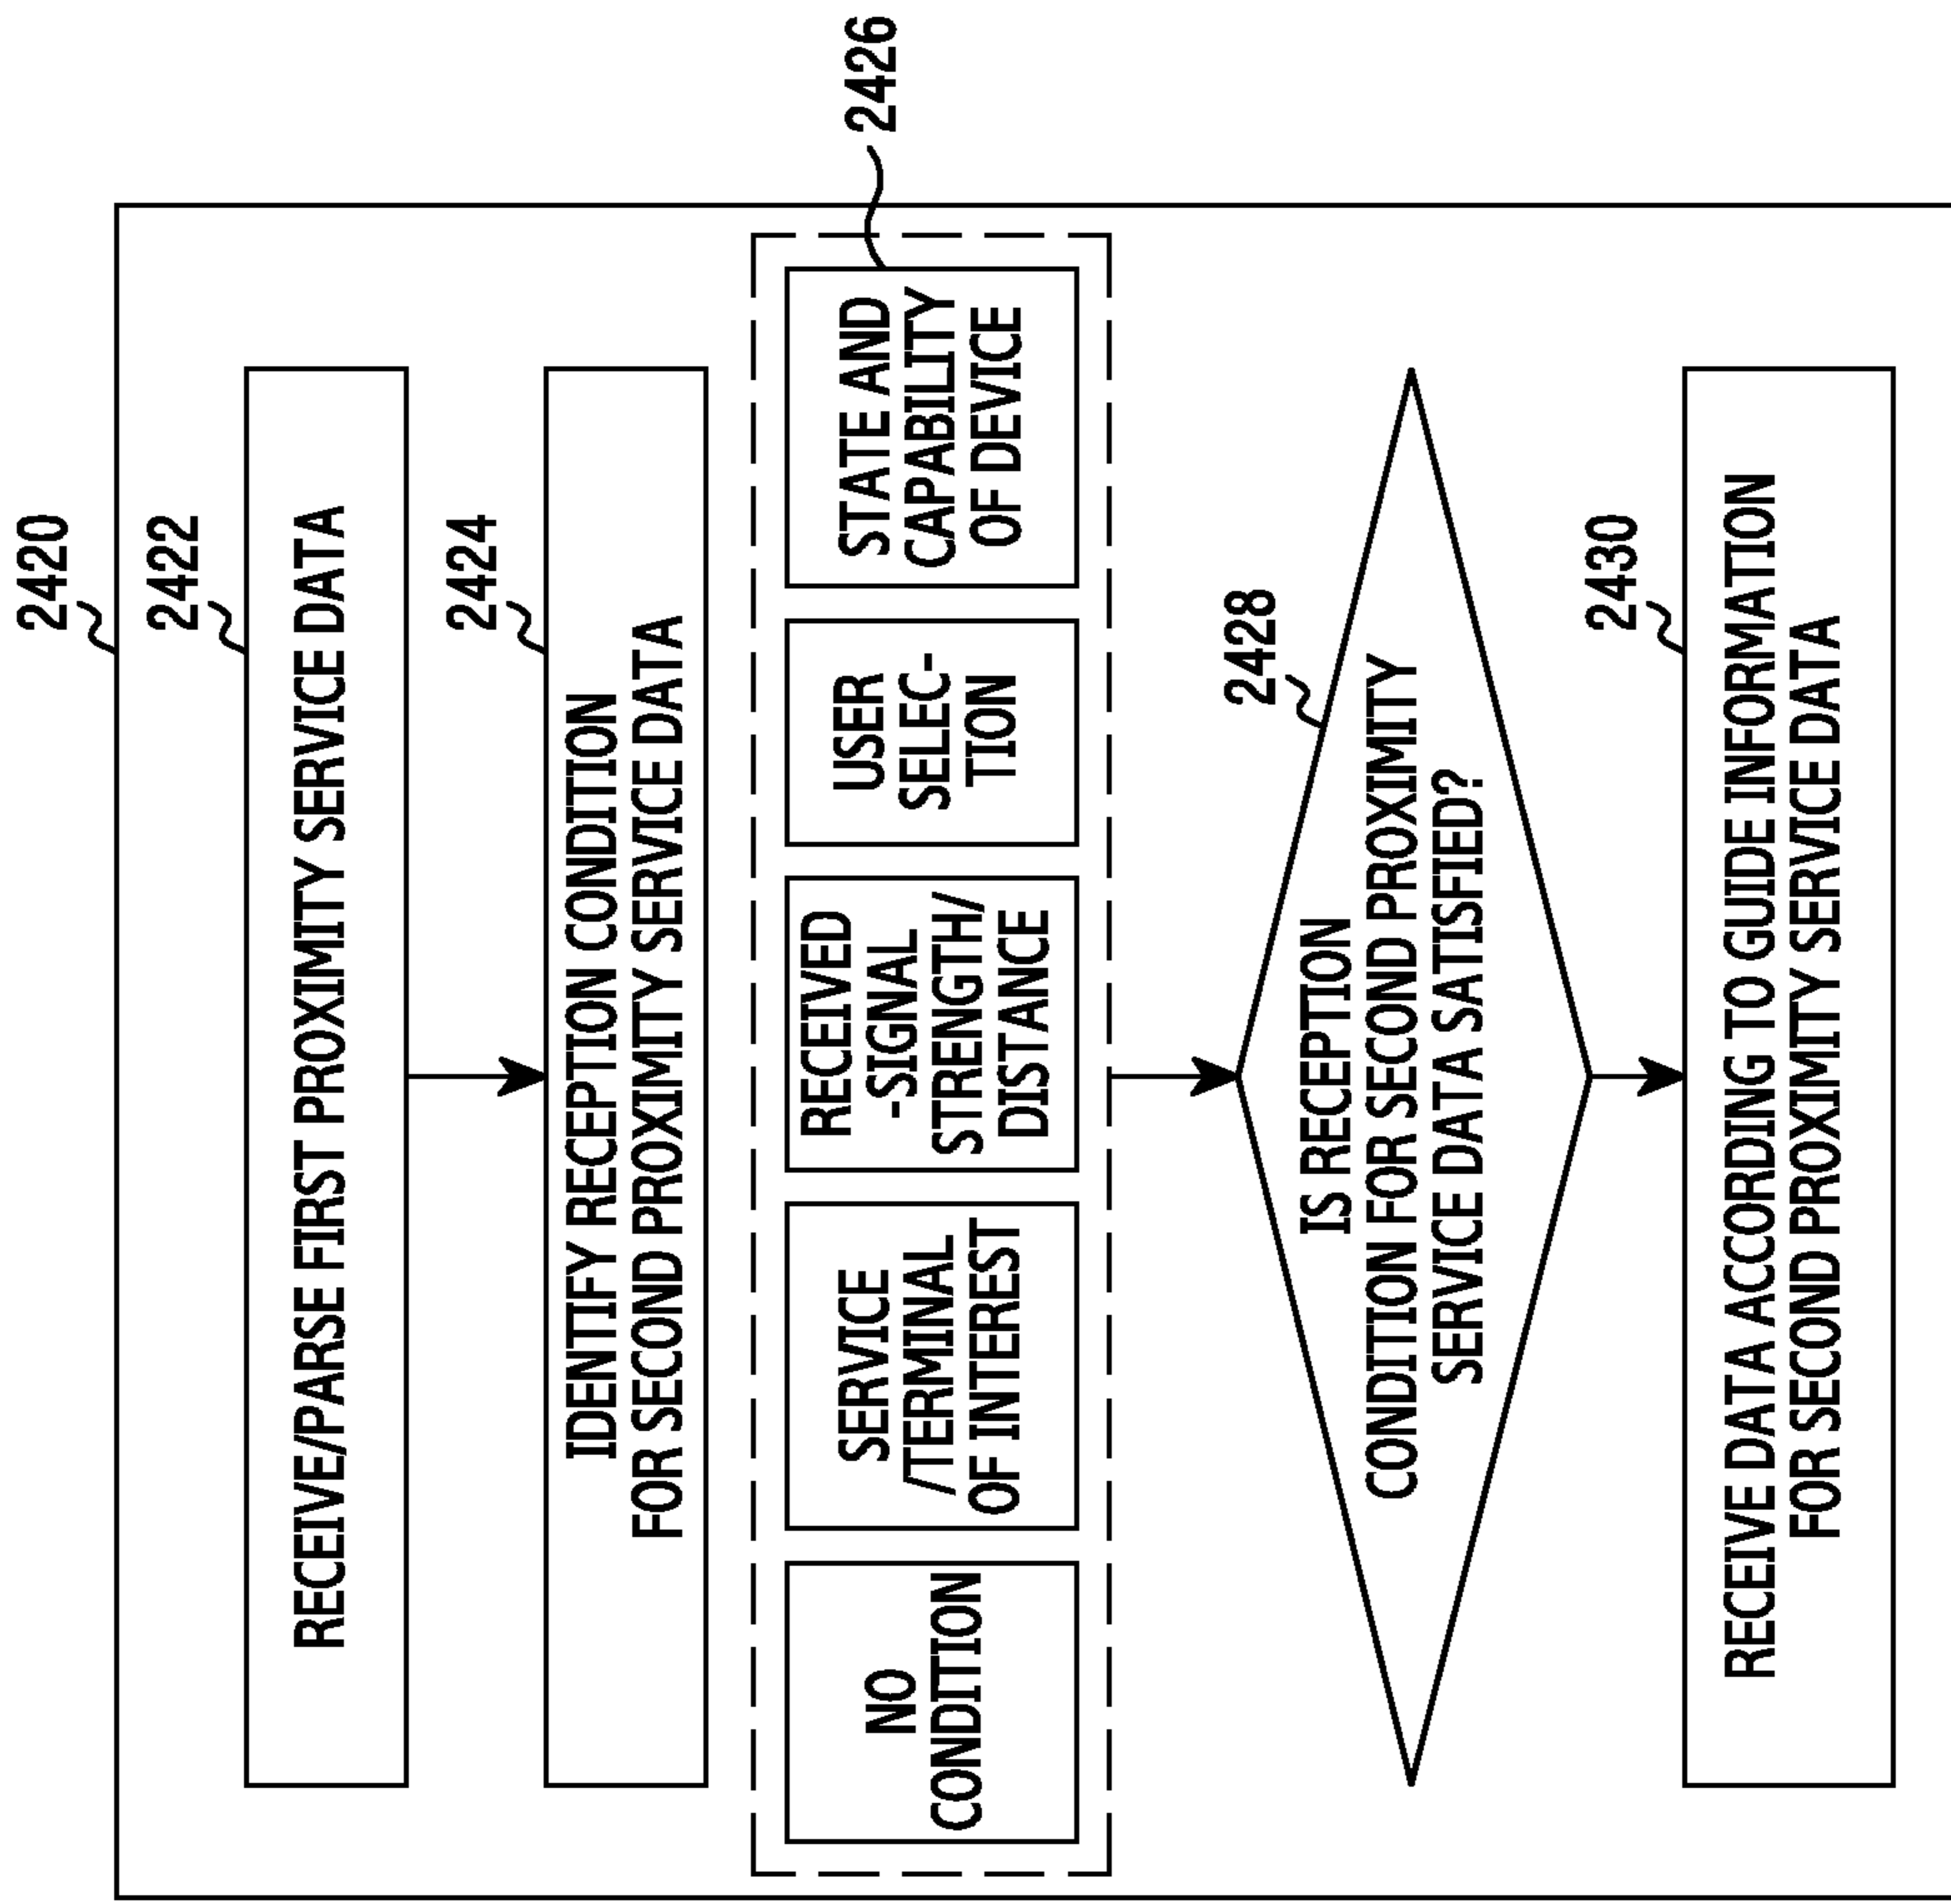 2420
2422
RECEIVE/PARSE FIRST PROXIMITY SERVICE DATA
2424
IDENTIFY RECEPTION CONDITION
FOR SECOND PROXIMITY SERVICE DATA
NO
CONDITION
SERVICE
/TERMINAL
OF INTEREST
RECEIVED
-SIGNAL
STRENGTH/
DISTANCE
USER
SELEC-
TION
STATE AND
CAPABILITY
OF DEVICE
2426
2428
IS RECEPTION
CONDITION FOR SECOND PROXIMITY
SERVICE DATA SATISFIED?
2430
RECEIVE DATA ACCORDING TO GUIDE INFORMATION
FOR SECOND PROXIMITY SERVICE DATA